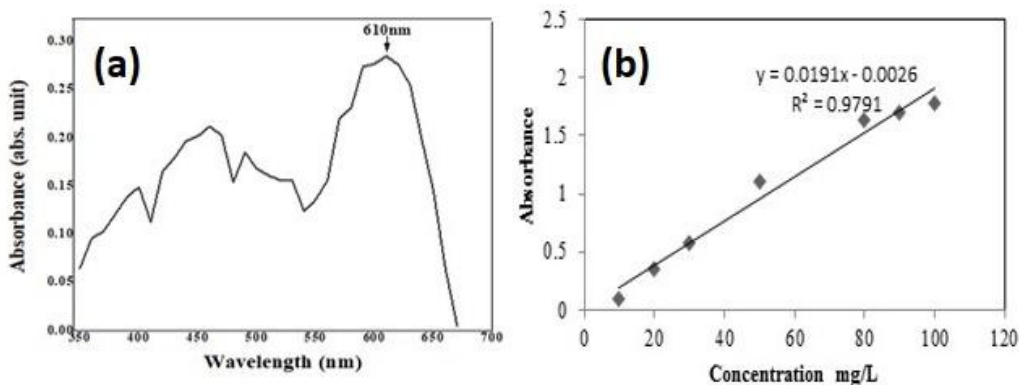 (a)
610nm
0.30
0.25
0.20
0.15
0.10
0.05
0.00
350 400 450 500 550 600 650 700
Absorbance (abs. unit)
Wavelength (nm)
(b)
y = 0.0191x - 0.0026
R² = 0.9791
2.5
2
1.5
1
0.5
0
0 20 40 60 80 100 120
Absorbance
Concentration mg/L